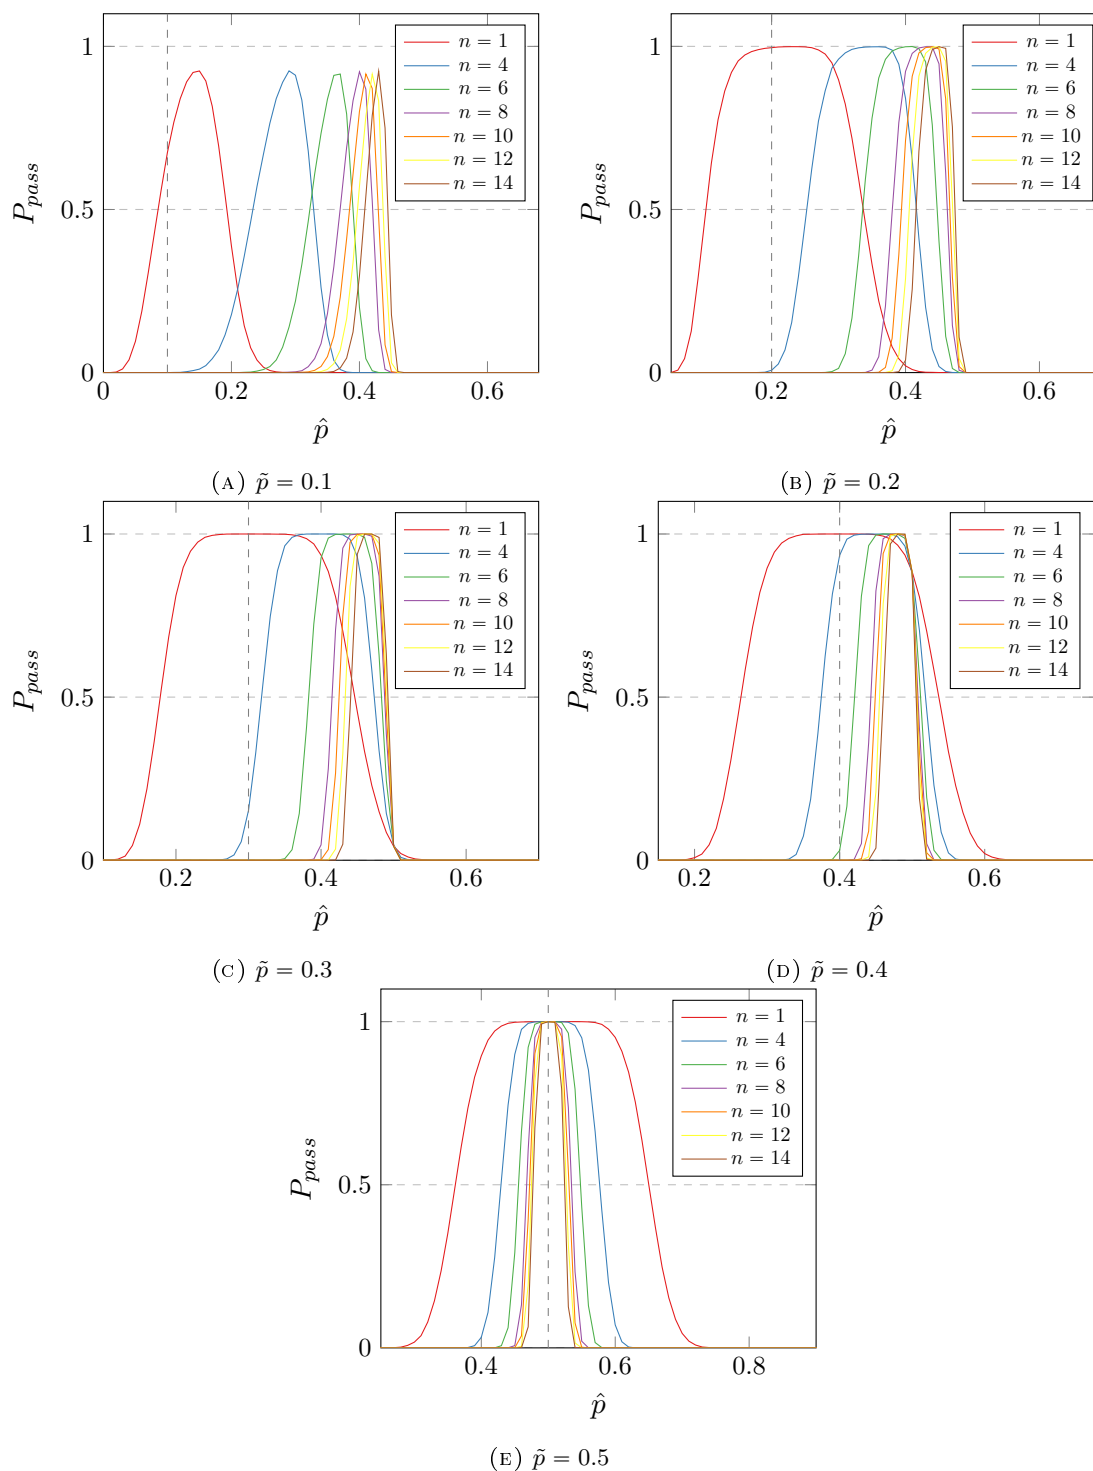 1
0.5
0
P_pass
0 0.2 0.4 0.6
p̂
n = 1
n = 4
n = 6
n = 8
n = 10
n = 12
n = 14
(A) p̃ = 0.1
1
0.5
0
P_pass
0.2 0.4 0.6
p̂
n = 1
n = 4
n = 6
n = 8
n = 10
n = 12
n = 14
(B) p̃ = 0.2
1
0.5
0
P_pass
0.2 0.4 0.6
p̂
n = 1
n = 4
n = 6
n = 8
n = 10
n = 12
n = 14
(C) p̃ = 0.3
1
0.5
0
P_pass
0.2 0.4 0.6
p̂
n = 1
n = 4
n = 6
n = 8
n = 10
n = 12
n = 14
(D) p̃ = 0.4
1
0.5
0
P_pass
0.4 0.6 0.8
p̂
n = 1
n = 4
n = 6
n = 8
n = 10
n = 12
n = 14
(E) p̃ = 0.5